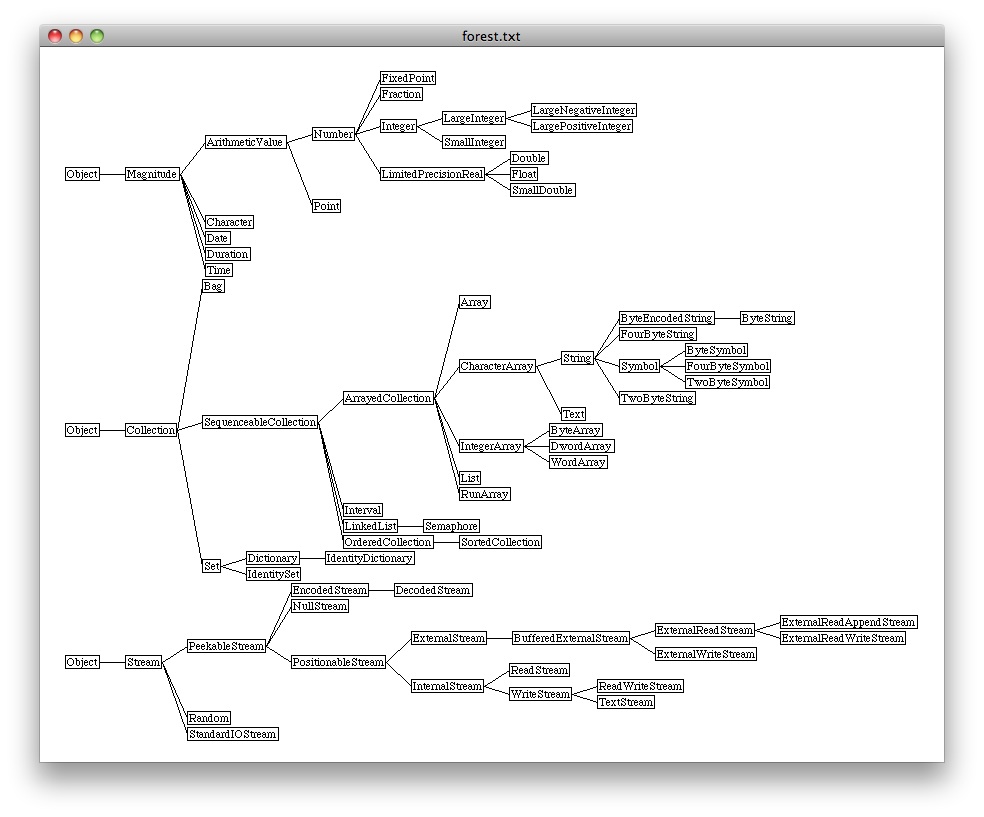 forest.txt
FixedPoint
Fraction
LargeNegativeInteger
LargeInteger
Integer
LargePositiveInteger
Number
ArithmeticValue
SmallInteger
Double
Object
Magnitude
LimitedPrecisionReal
Float
SmallDouble
Point
Character
Date
Duration
Time
Bag
Array
ByteEncodedString
ByteString
FourByteString
ByteSymbol
String
CharacterArray
Symbol
FourByteSymbol
TwoByteSymbol
ArrayedCollection
TwoByteString
Text
SequenceableCollection
Object
Collection
ByteArray
IntegerArray
DwordArray
WordArray
List
RunArray
Interval
LinkedList
Semaphore
OrderedCollection
SortedCollection
Dictionary
IdentityDictionary
Set
IdentitySet
EncodedStream
DecodedStream
NullStream
ExternalReadAppendStream
ExternalReadStream
ExternalStream
BufferedExternalStream
ExternalReadWriteStream
PeekableStream
ExternalWriteStream
Object
Stream
PositionableStream
ReadStream
InternalStream
ReadWriteStream
WriteStream
TextStream
Random
StandardIOStream